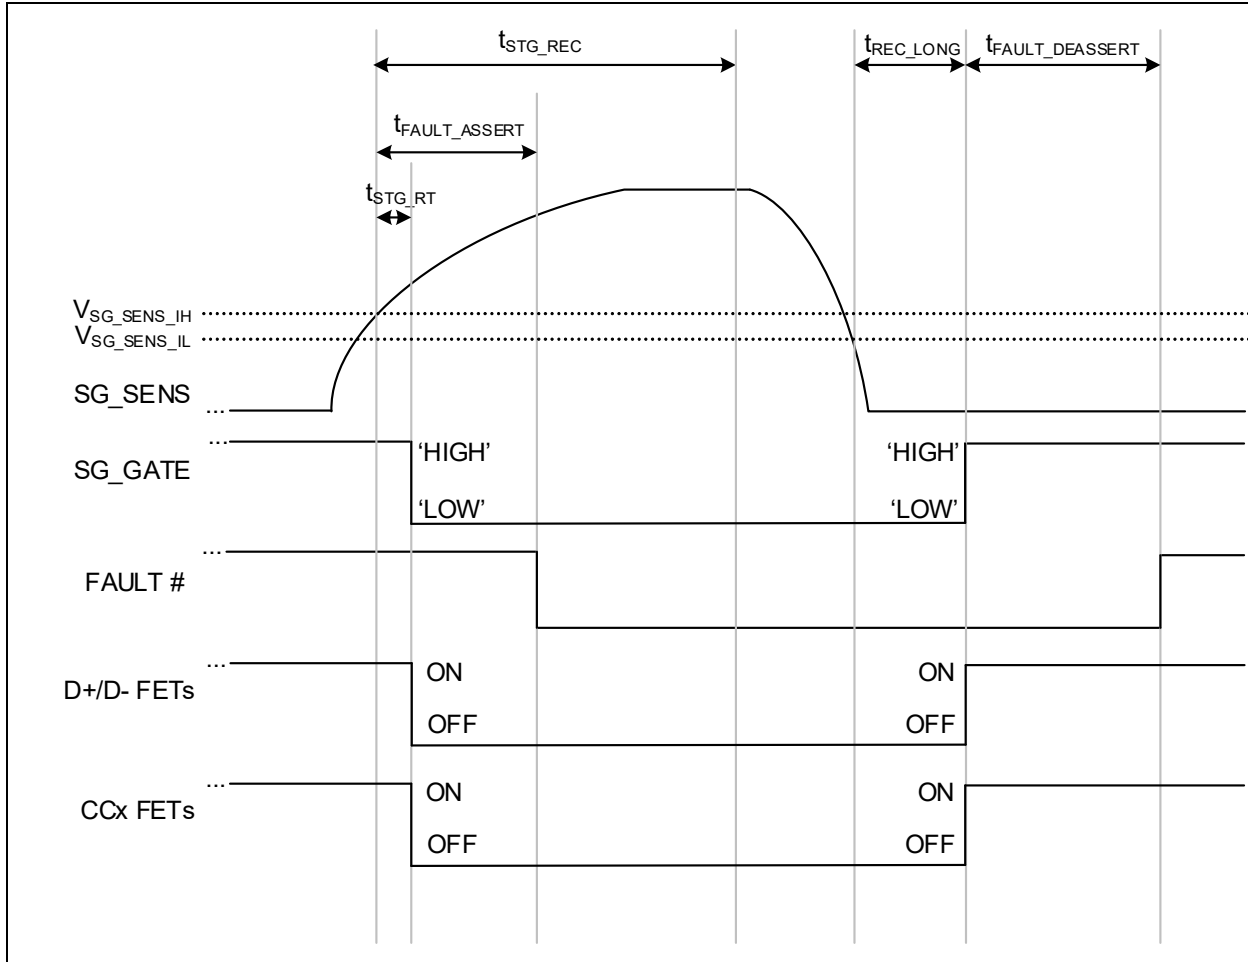 tSTG_REC
tREC_LONG
tFAULT_DEASSERT
tFAULT_ASSERT
tSTG_RT
VSG_SENS_IH
VSG_SENS_IL
SG_SENS
...
...
SG_GATE
‘HIGH’
‘HIGH’
‘LOW’
‘LOW’
...
FAULT #
...
D+/D- FETs
ON
ON
OFF
OFF
...
CCx FETs
ON
ON
OFF
OFF